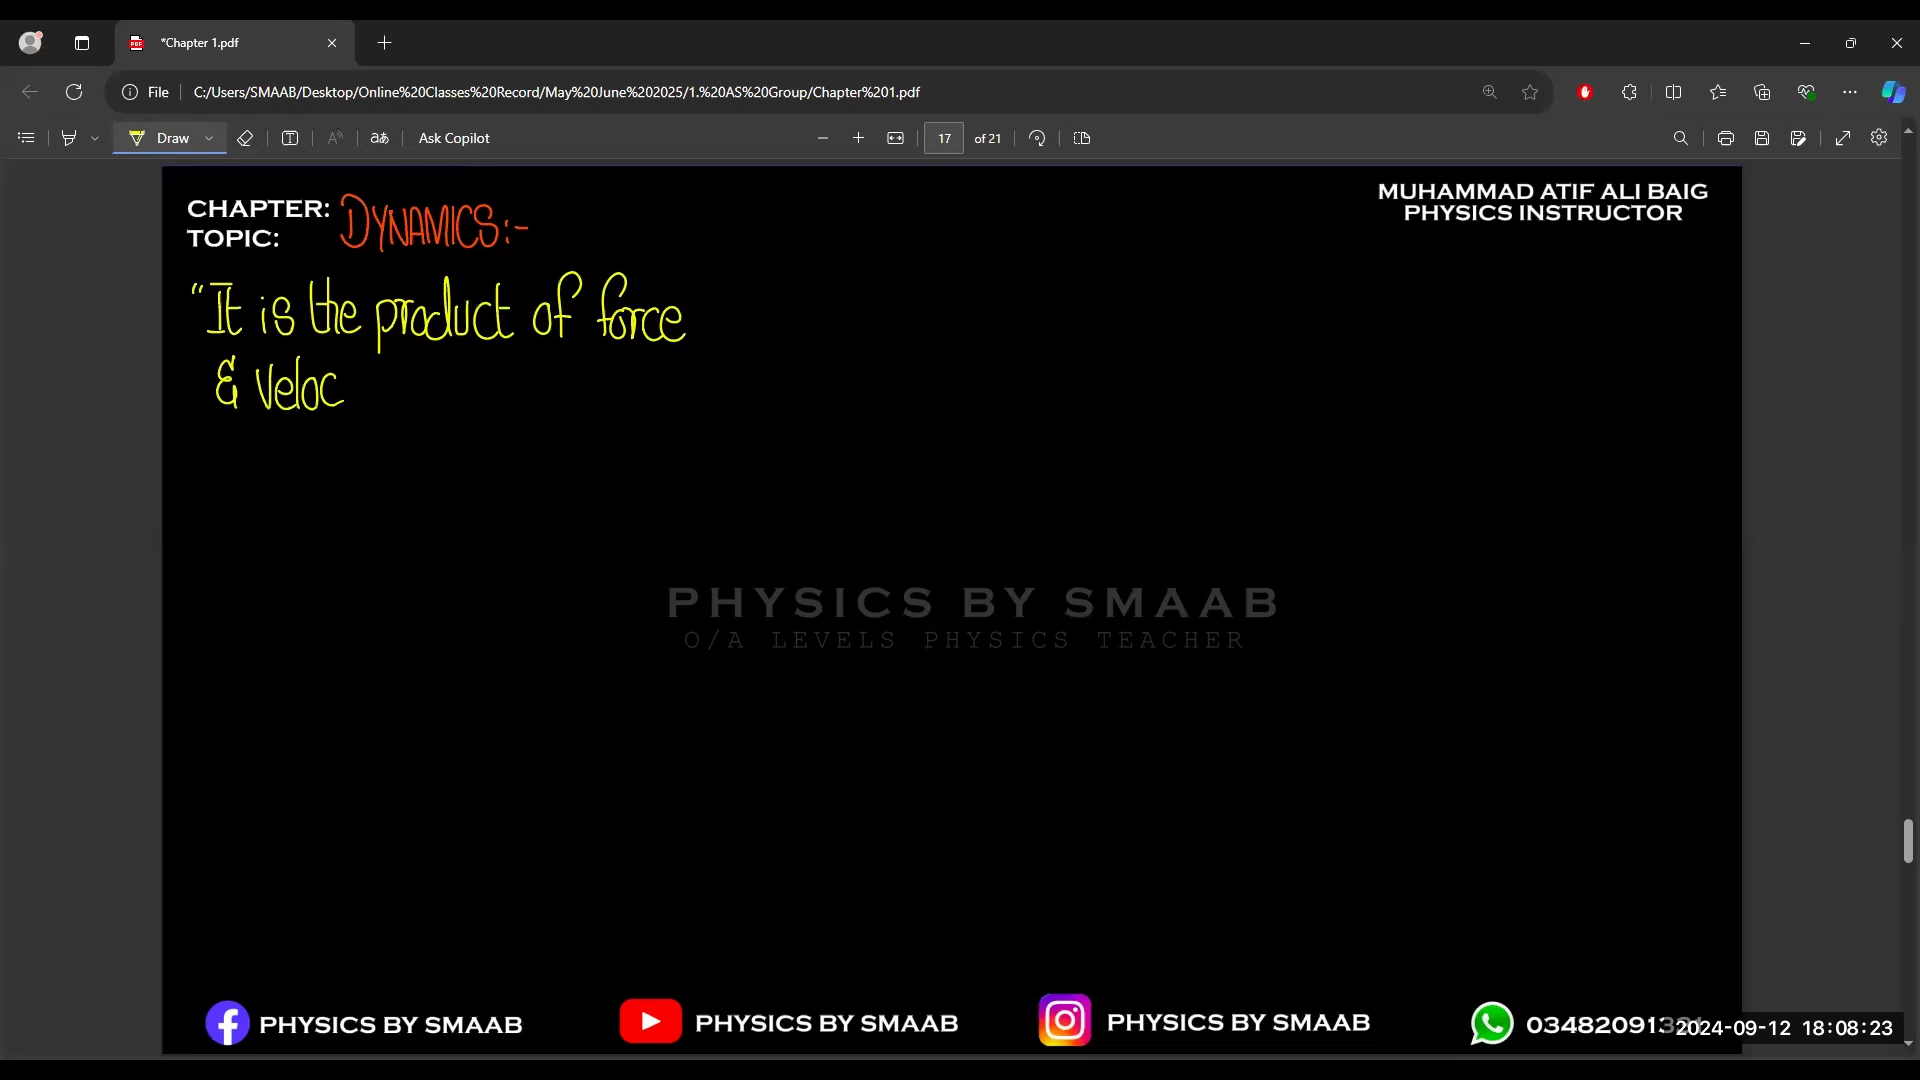 *Chapter 1.pdf
File
C:/Users/SMAAB/Desktop/Online%20Classes%20Record/May%20June%202025/1.%20AS%20Group/Chapter%201.pdf
Draw
Ask Copilot
17 of 21
CHAPTER: DYNAMICS:-
TOPIC:
MUHAMMAD ATIF ALI BAIG
PHYSICS INSTRUCTOR
"It is the product of force
& Veloc
PHYSICS BY SMAAB
O/A LEVELS PHYSICS TEACHER
PHYSICS BY SMAAB
PHYSICS BY SMAAB
PHYSICS BY SMAAB
2024-09-12 18:08:23